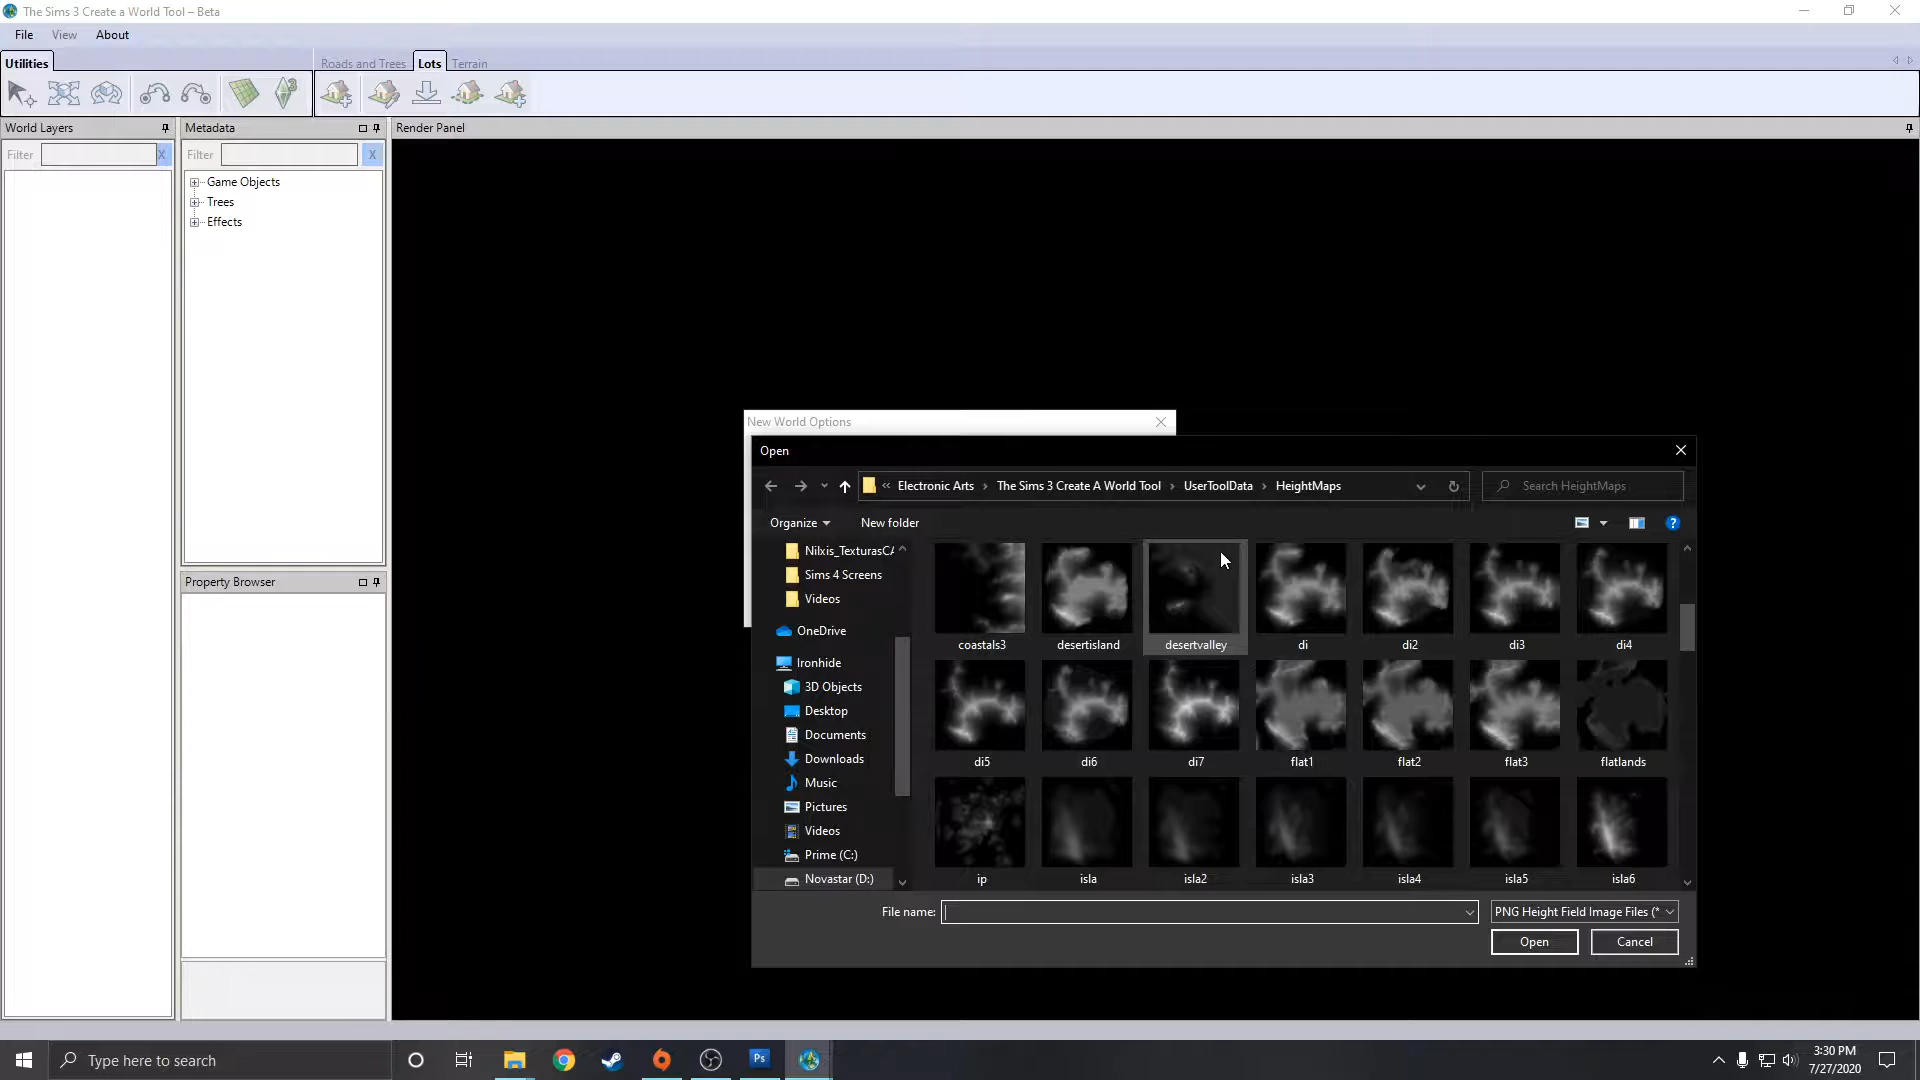 The Sims 3 Create a World Tool – Beta
File View About
Utilities Roads and Trees Lots Terrain
World Layers Metadata Render Panel
Filter X Filter X
Game Objects
Trees
Effects
Property Browser
New World Options
Open
« Electronic Arts › The Sims 3 Create A World Tool › UserToolData › HeightMaps
Search HeightMaps
Organize New folder
Nilxis_TexturasCA
Sims 4 Screens
Videos
OneDrive
Ironhide
3D Objects
Desktop
Documents
Downloads
Music
Pictures
Videos
Prime (C:)
Novastar (D:)
coastals3 desertisland desertvalley di di2 di3 di4
di5 di6 di7 flat1 flat2 flat3 flatlands
ip isla isla2 isla3 isla4 isla5 isla6
File name: PNG Height Field Image Files (*
Open Cancel
Type here to search
Ps
3:30 PM
7/27/2020